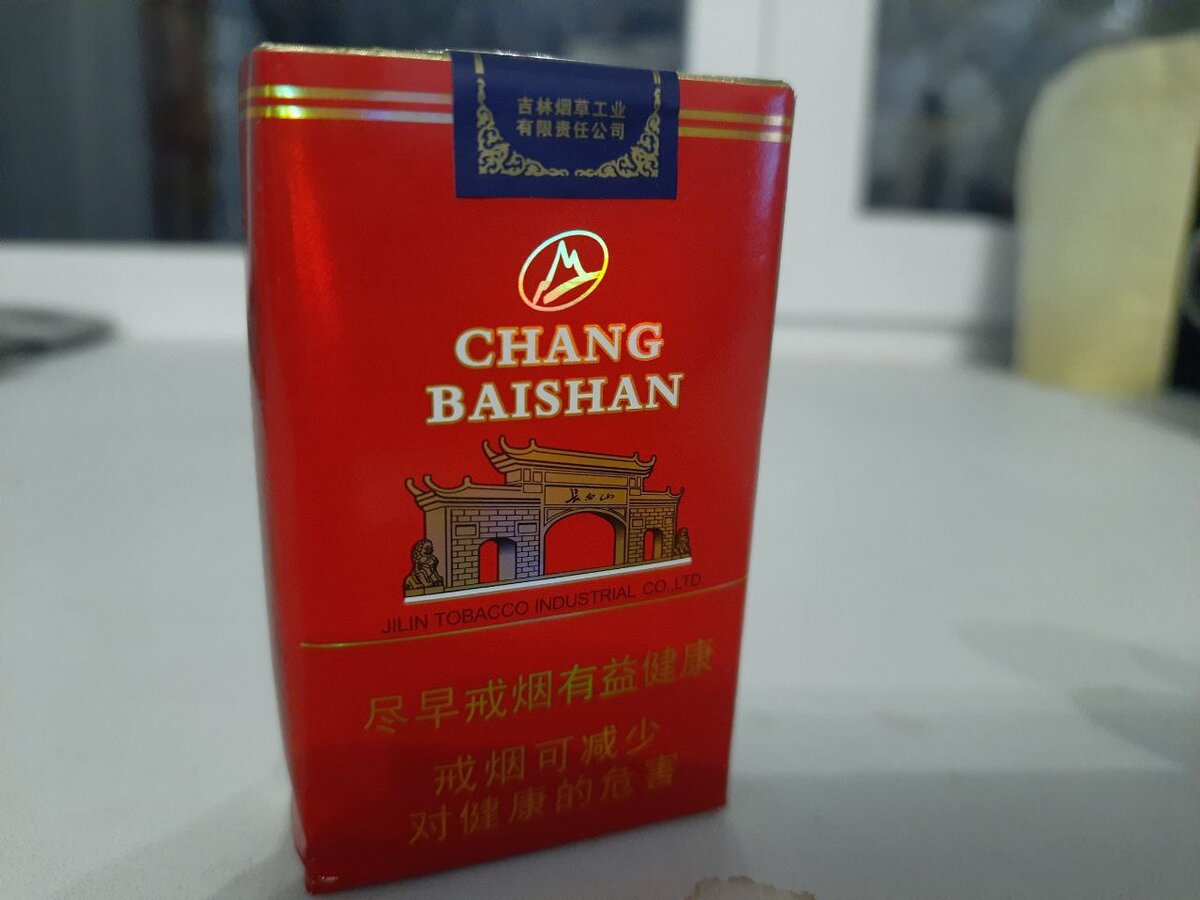 吉林烟草工业
有限责任公司
CHANG
BAISHAN
长白山
JILIN TOBACCO INDUSTRIAL CO.,LTD.
尽早戒烟有益健康
戒烟可减少
对健康的危害